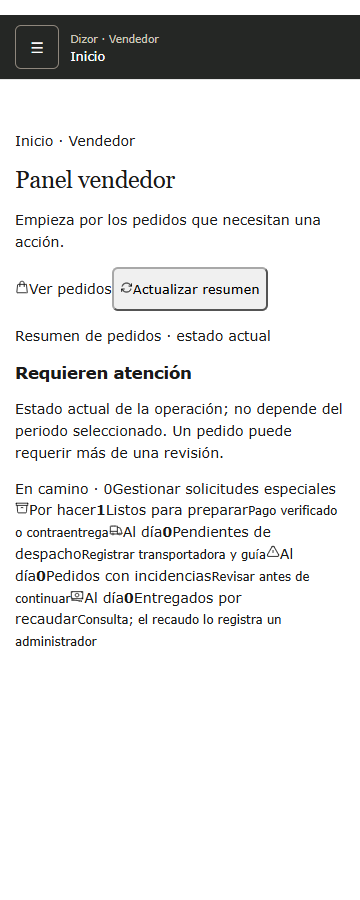 Dizor · Vendedor
Inicio
Inicio · Vendedor
Panel vendedor
Empieza por los pedidos que necesitan una
acción.
Ver pedidos Actualizar resumen
Resumen de pedidos · estado actual
Requieren atención
Estado actual de la operación; no depende del
periodo seleccionado. Un pedido puede
requerir más de una revisión.
En camino · 0Gestionar solicitudes especiales
Por hacer1Listos para prepararPago verificado
o contraentregaAl día0Pendientes de
despachoRegistrar transportadora y guíaAl
día0Pedidos con incidenciasRevisar antes de
continuarAl día0Entregados por
recaudarConsulta; el recaudo lo registra un
administrador